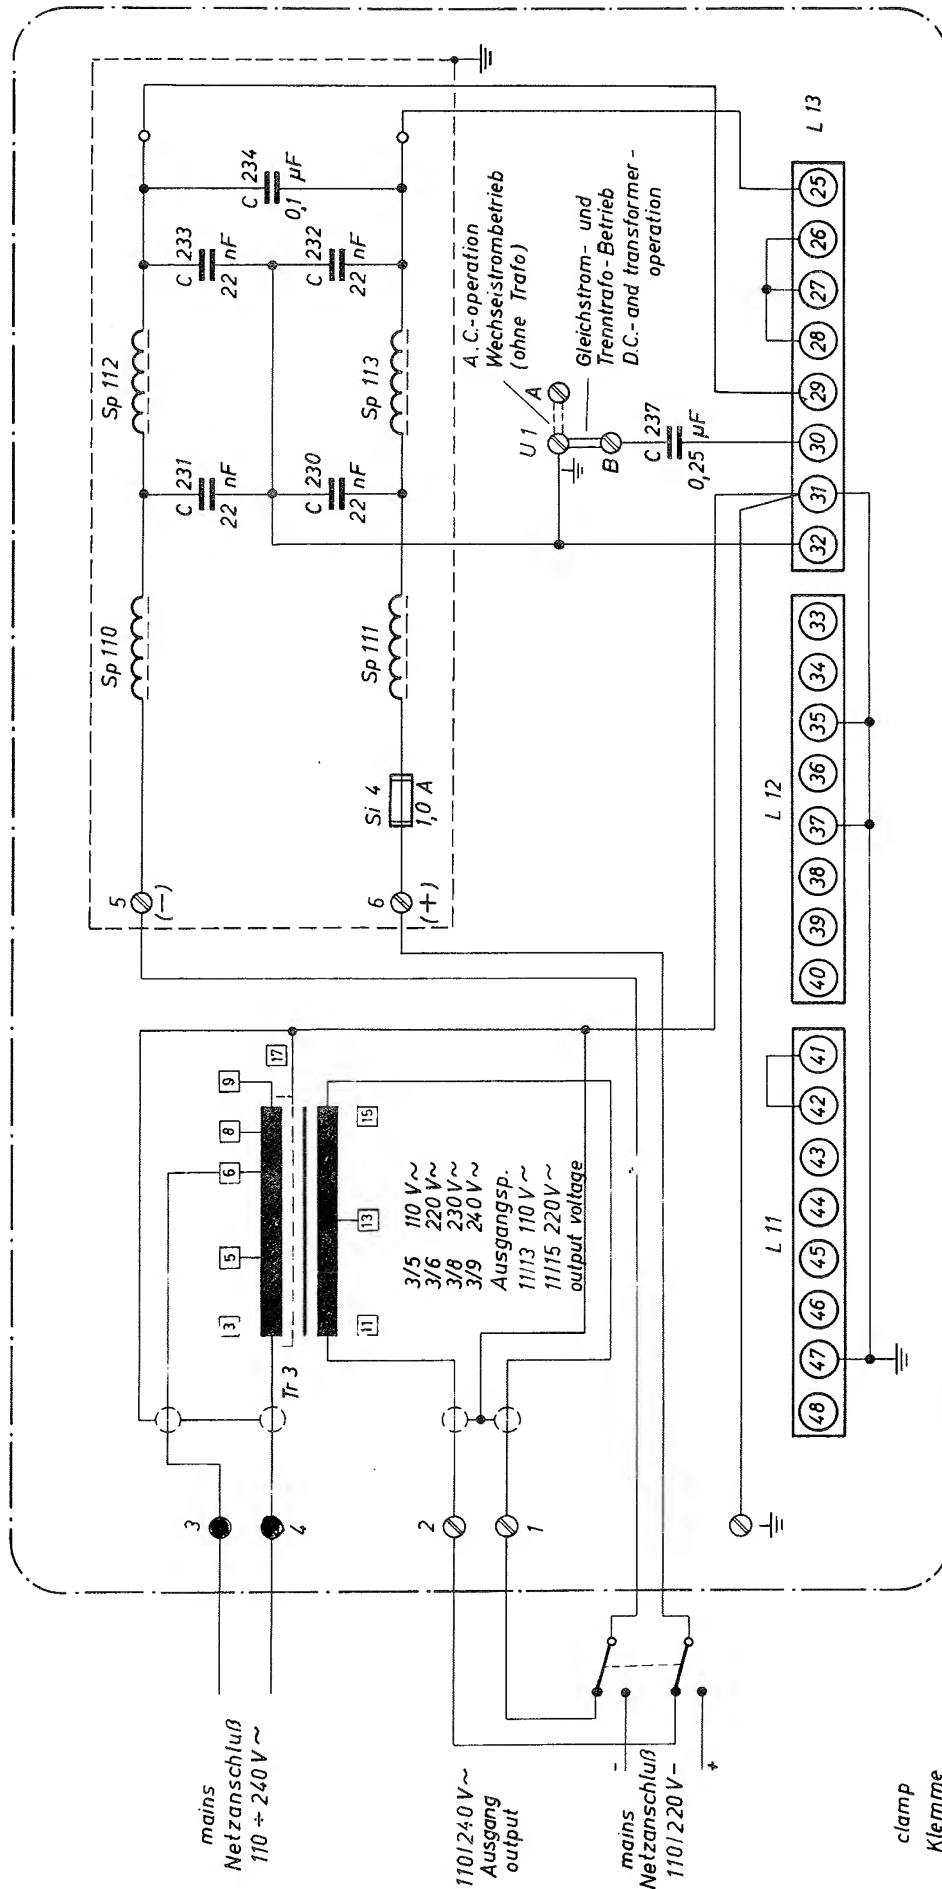 mains
Netzanschluß
110 ÷ 240 V ~
110/240 V ~
Ausgang
output
mains
Netzanschluß
110/220 V -
-
+
clamp
Klemme
3
4
2
1
Tr 3
3
5
6
8
9
17
11
13
15
3/5 110 V ~
3/6 220 V ~
3/8 230 V ~
3/9 240 V ~
Ausgangsp.
11/13 110 V ~
11/15 220 V ~
output voltage
5
(-)
6
(+)
Si 4
1,0 A
Sp 110
Sp 111
C 231
22 nF
C 230
22 nF
Sp 112
Sp 113
C 233
22 nF
C 232
22 nF
C 234
0,1 µF
A.C.-operation
Wechselstrombetrieb
(ohne Trafo)
U 1
A
B
Gleichstrom- und
Trenntrafo-Betrieb
D.C.- and transformer-
operation
C 237
0,25 µF
L 11
48
47
46
45
44
43
42
41
L 12
40
39
38
37
36
35
34
33
L 13
32
31
30
29
28
27
26
25